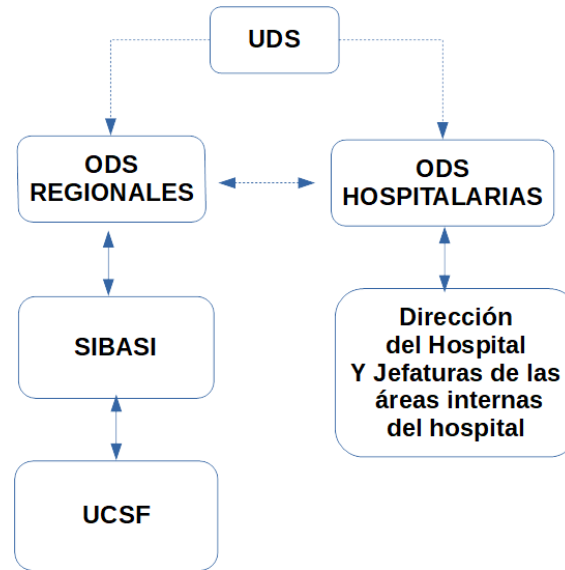 UDS
ODS
REGIONALES
ODS
HOSPITALARIAS
SIBASI
Dirección
del Hospital
Y Jefaturas de las
áreas internas
del hospital
UCSF